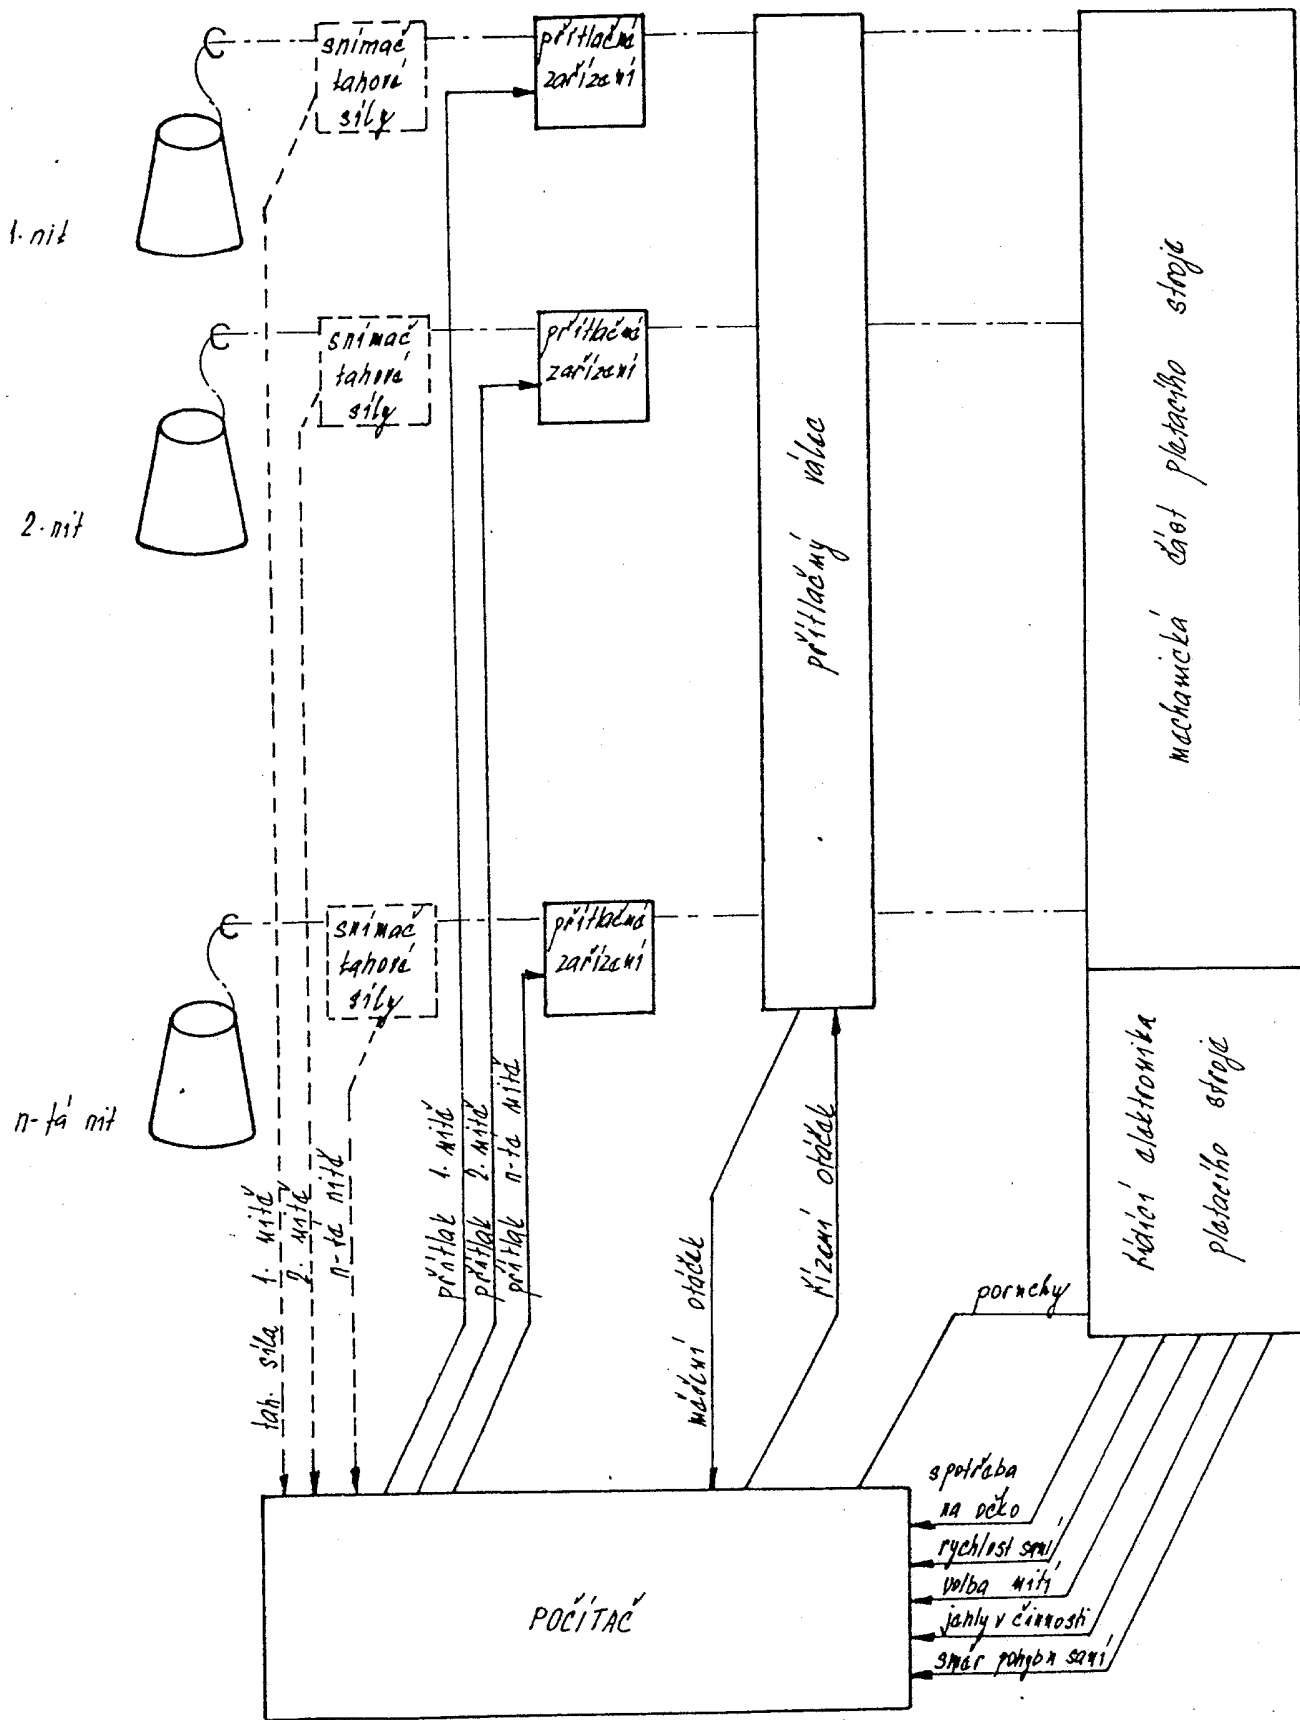 snímač
tahové
síly
přítlačné
zařízení
1. nit
snímač
tahové
síly
přítlačné
zařízení
2. nit
přítlačný válec
mechanická část pletacího stroje
snímač
tahové
síly
přítlačné
zařízení
n-tá nit
řídící elektronika
pletacího stroje
tah. síla 1. nitě
2. nitě
n-té nitě
přítlak 1. nitě
přítlak 2. nitě
přítlak n-té nitě
měření otáček
řízení otáček
poruchy
spotřeba
na očko
rychlost saní
volba nití
jehly v činnosti
směr pohybu saní
POČÍTAČ